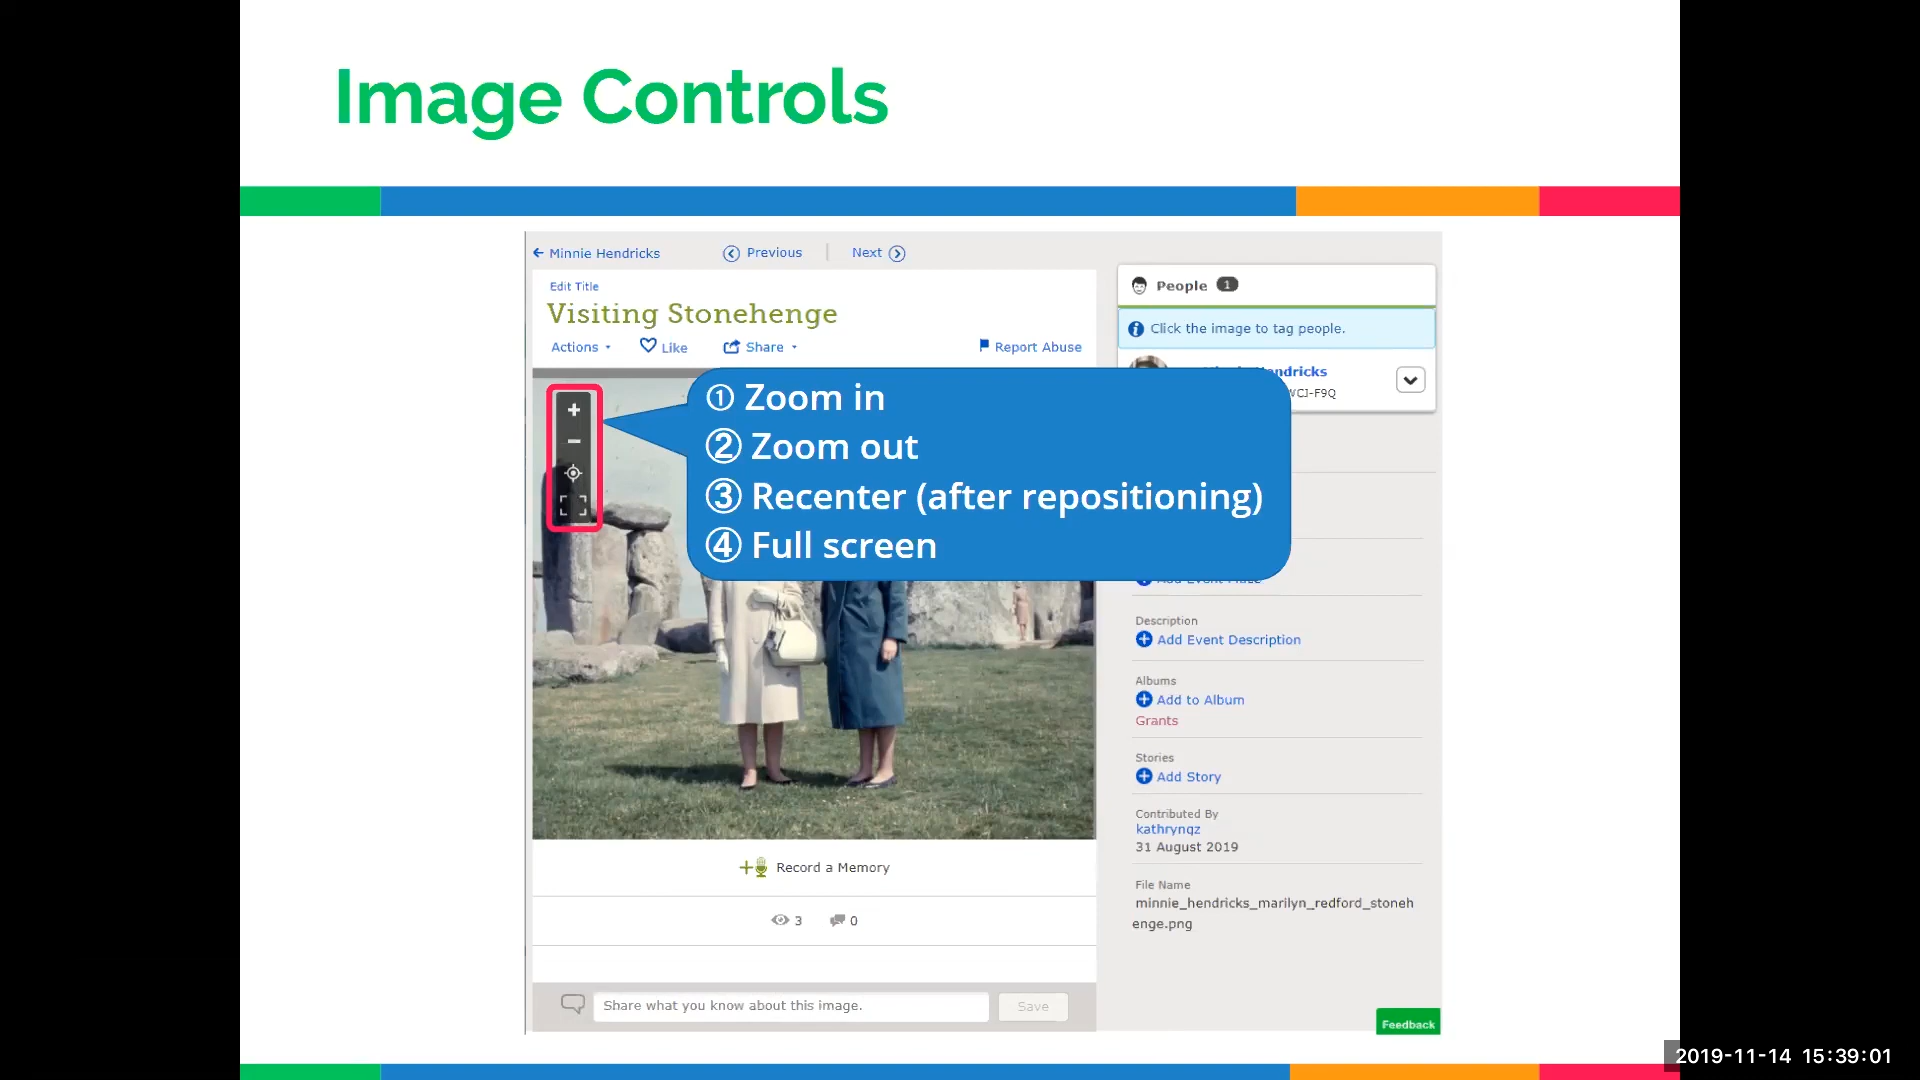 Image Controls
Minnie Hendricks
Previous
Next
Edit Title
Visiting Stonehenge
Actions
Like
Share
Report Abuse
① Zoom in
② Zoom out
③ Recenter (after repositioning)
④ Full screen
People 1
Click the image to tag people.
Description
Add Event Description
Albums
Add to Album
Grants
Stories
Add Story
Contributed By
kathryngz
31 August 2019
File Name
minnie_hendricks_marilyn_redford_stoneh
enge.png
Record a Memory
3
0
Share what you know about this image.
Save
Feedback
2019-11-14 15:39:01